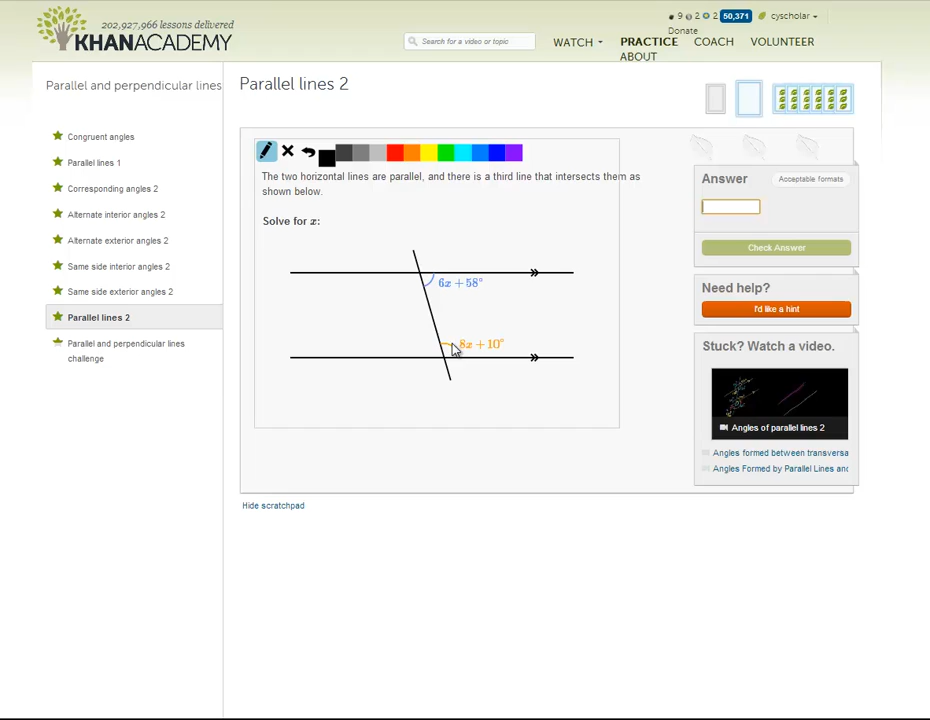 202,927,966 lessons delivered
KHANACADEMY
Search for a video or topic
WATCH
PRACTICE
COACH
VOLUNTEER
ABOUT
9 2 2 50,371 cyscholar
Donate
Parallel and perpendicular lines
Congruent angles
Parallel lines 1
Corresponding angles 2
Alternate interior angles 2
Alternate exterior angles 2
Same side interior angles 2
Same side exterior angles 2
Parallel lines 2
Parallel and perpendicular lines
challenge
Parallel lines 2
The two horizontal lines are parallel, and there is a third line that intersects them as
shown below.
Solve for x:
6x + 58°
8x + 10°
Hide scratchpad
Answer
Acceptable formats
Check Answer
Need help?
I'd like a hint
Stuck? Watch a video.
Angles of parallel lines 2
Angles formed between transversa
Angles Formed by Parallel Lines and